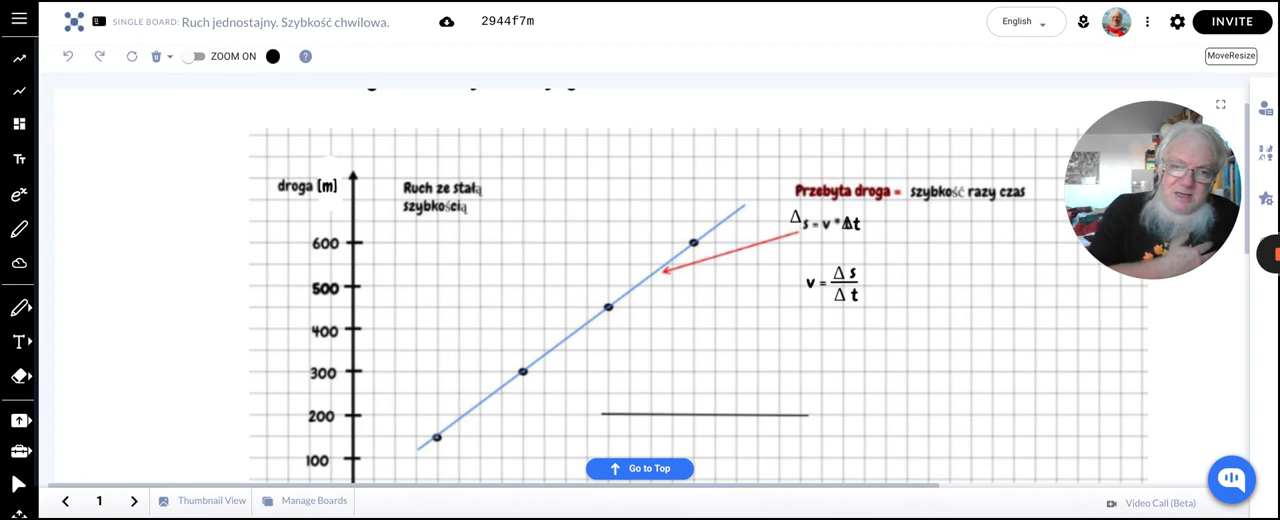 SINGLE BOARD: Ruch jednostajny. Szybkość chwilowa.
2944f7m
English
INVITE
ZOOM ON
MoveResize
droga [m]
Ruch ze stałą
szybkością
Przebyta droga = szybkość razy czas
Δs = v * Δt
v = Δs
Δt
600
500
400
300
200
100
Go to Top
1
Thumbnail View
Manage Boards
Video Call (Beta)